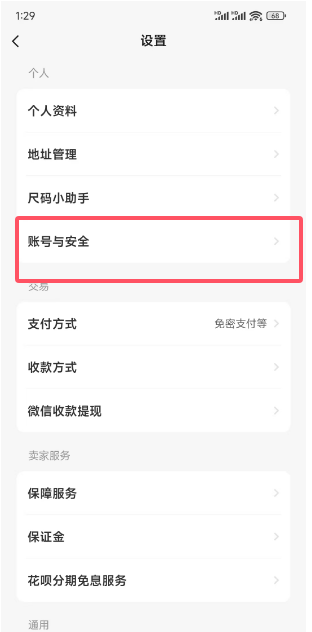 1:29
HD HD 68
设置
个人
个人资料
地址管理
尺码小助手
账号与安全
交易
支付方式 免密支付等
收款方式
微信收款提现
卖家服务
保障服务
保证金
花呗分期免息服务
通用